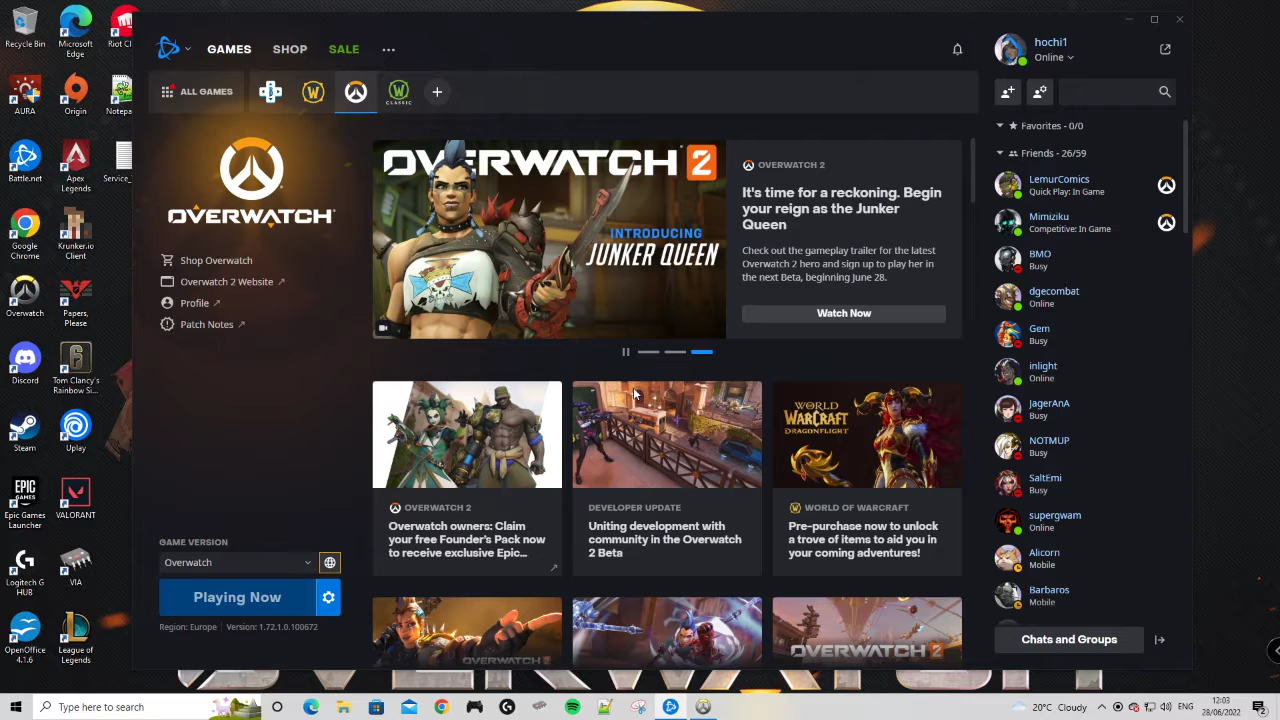 Recycle Bin
Microsoft Edge
Riot Cl
AURA
Origin
Notepa
Battle.net
Apex Legends
Service_
Google Chrome
Krunker.io Client
Overwatch
Papers, Please
Discord
Tom Clancy's Rainbow Si...
Steam
Uplay
Epic Games Launcher
VALORANT
Logitech G HUB
VIA
OpenOffice 4.1.6
League of Legends
GAMES
SHOP
SALE
ALL GAMES
CLASSIC
OVERWATCH
Shop Overwatch
Overwatch 2 Website
Profile
Patch Notes
GAME VERSION
Overwatch
Playing Now
Region: Europe
Version: 1.72.1.0.100672
OVERWATCH 2
INTRODUCING
JUNKER QUEEN
OVERWATCH 2
It's time for a reckoning. Begin
your reign as the Junker
Queen
Check out the gameplay trailer for the latest
Overwatch 2 hero and sign up to play her in
the next Beta, beginning June 28.
Watch Now
OVERWATCH 2
Overwatch owners: Claim
your free Founder's Pack now
to receive exclusive Epic...
DEVELOPER UPDATE
Uniting development with
community in the Overwatch
2 Beta
WORLD WARCRAFT
DRAGONFLIGHT
WORLD OF WARCRAFT
Pre-purchase now to unlock
a trove of items to aid you in
your coming adventures!
OVERWATCH 2
OVERWATCH 2
hochi1
Online
Favorites - 0/0
Friends - 26/59
LemurComics
Quick Play: In Game
Mimiziku
Competitive: In Game
BMO
Busy
dgecombat
Online
Gem
Busy
inlight
Online
JagerAnA
Busy
NOTMUP
Busy
SaltEmi
Busy
supergwam
Online
Alicorn
Mobile
Barbaros
Mobile
Chats and Groups
Type here to search
20°C Cloudy
ENG
12:03
28/06/2022
2